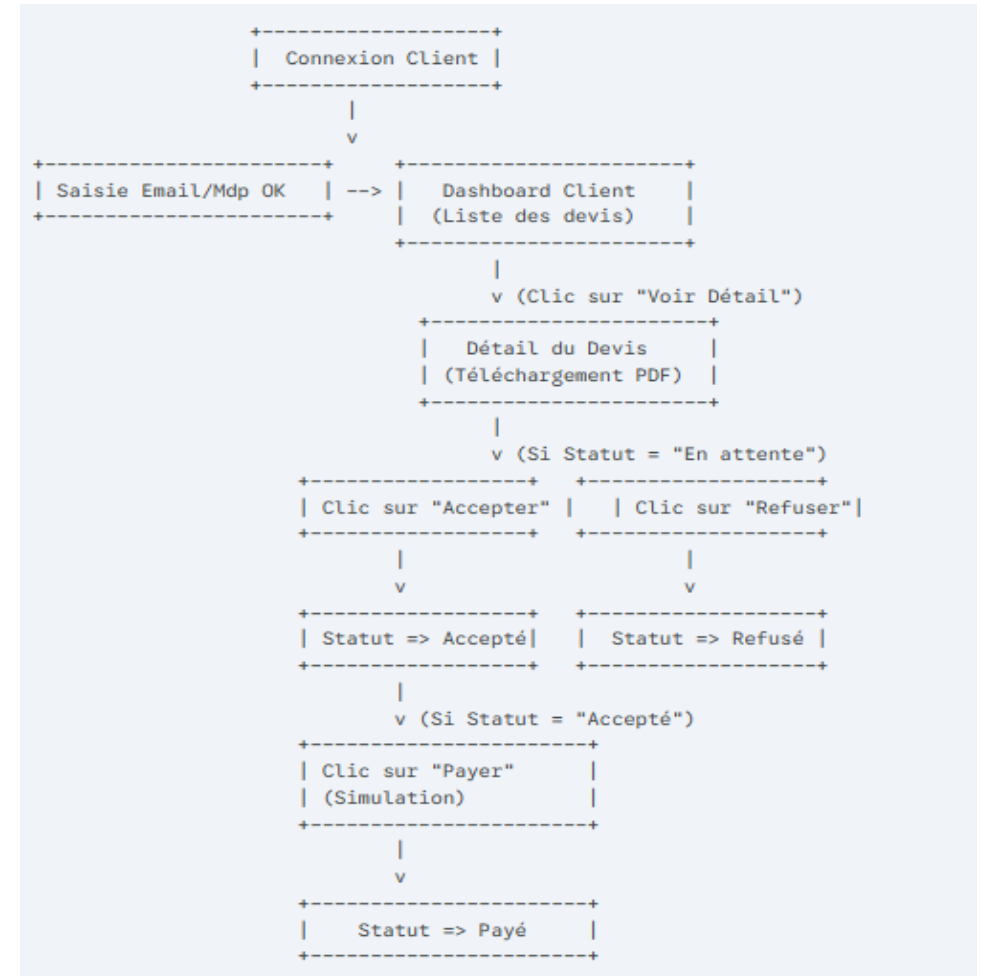 +-------------------+
|  Connexion Client |
+-------------------+
|
v
+-----------------------+     +-----------------------+
| Saisie Email/Mdp OK   | --> |   Dashboard Client    |
+-----------------------+     |  (Liste des devis)    |
+-----------------------+
|
v (Clic sur "Voir Détail")
+-----------------------+
|   Détail du Devis     |
| (Téléchargement PDF)  |
+-----------------------+
|
v (Si Statut = "En attente")
+------------------+   +-------------------+
| Clic sur "Accepter" |   | Clic sur "Refuser"|
+------------------+   +-------------------+
|                       |
v                       v
+------------------+   +-------------------+
| Statut => Accepté|   |  Statut => Refusé |
+------------------+   +-------------------+
|
v (Si Statut = "Accepté")
+-----------------------+
| Clic sur "Payer"      |
| (Simulation)          |
+-----------------------+
|
v
+-----------------------+
|    Statut => Payé     |
+-----------------------+